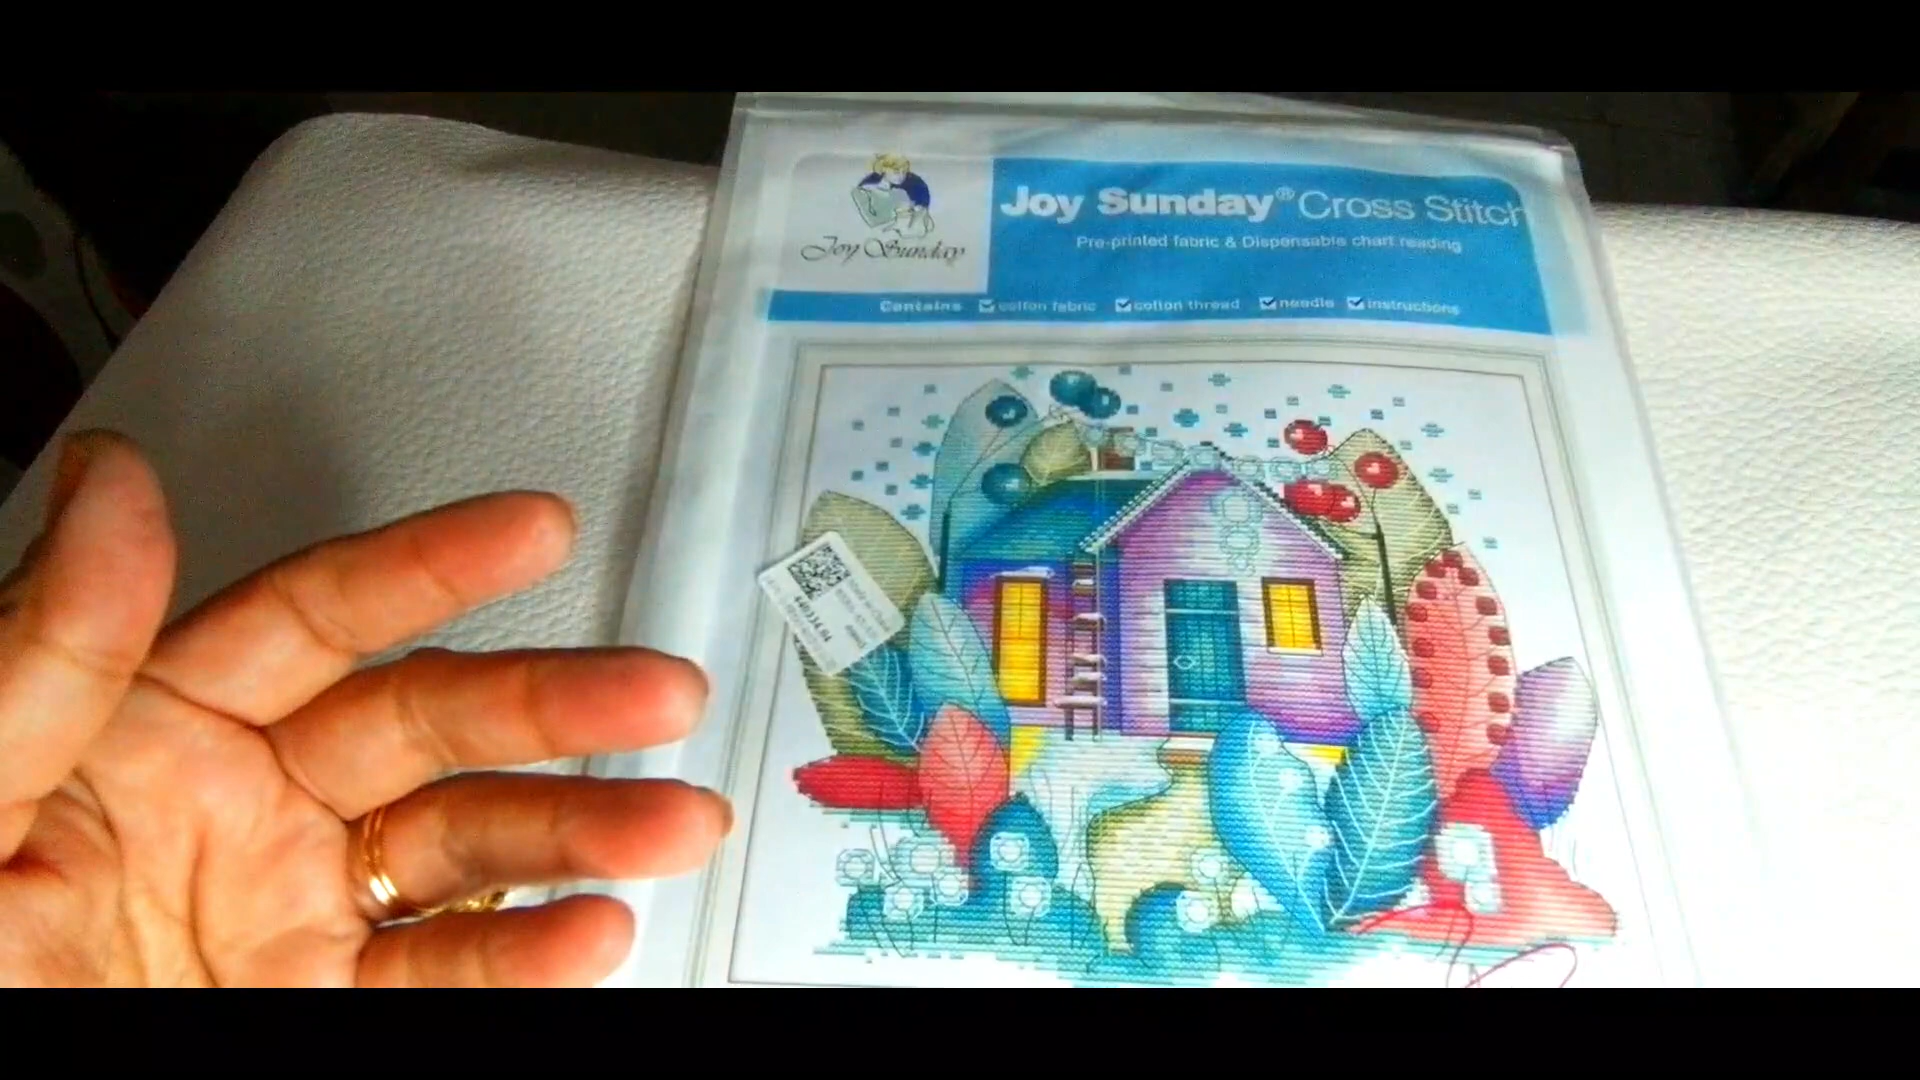 Joy Sunday® Cross Stitch
Joy Sunday
Pre-printed fabric & Dispensable chart reading
Contains cotton fabric cotton thread needle instructions